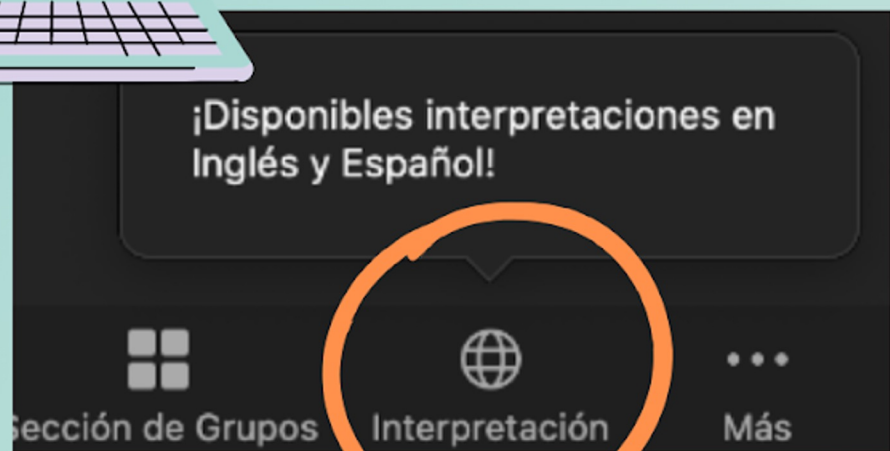 ¡Disponibles interpretaciones en
Inglés y Español!
Sección de Grupos Interpretación Más